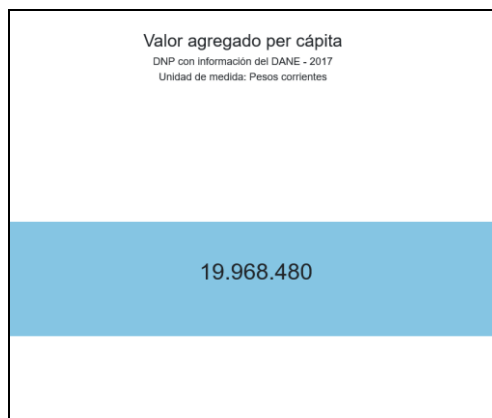 Valor agregado per cápita
DNP con información del DANE - 2017
Unidad de medida: Pesos corrientes
19.968.480